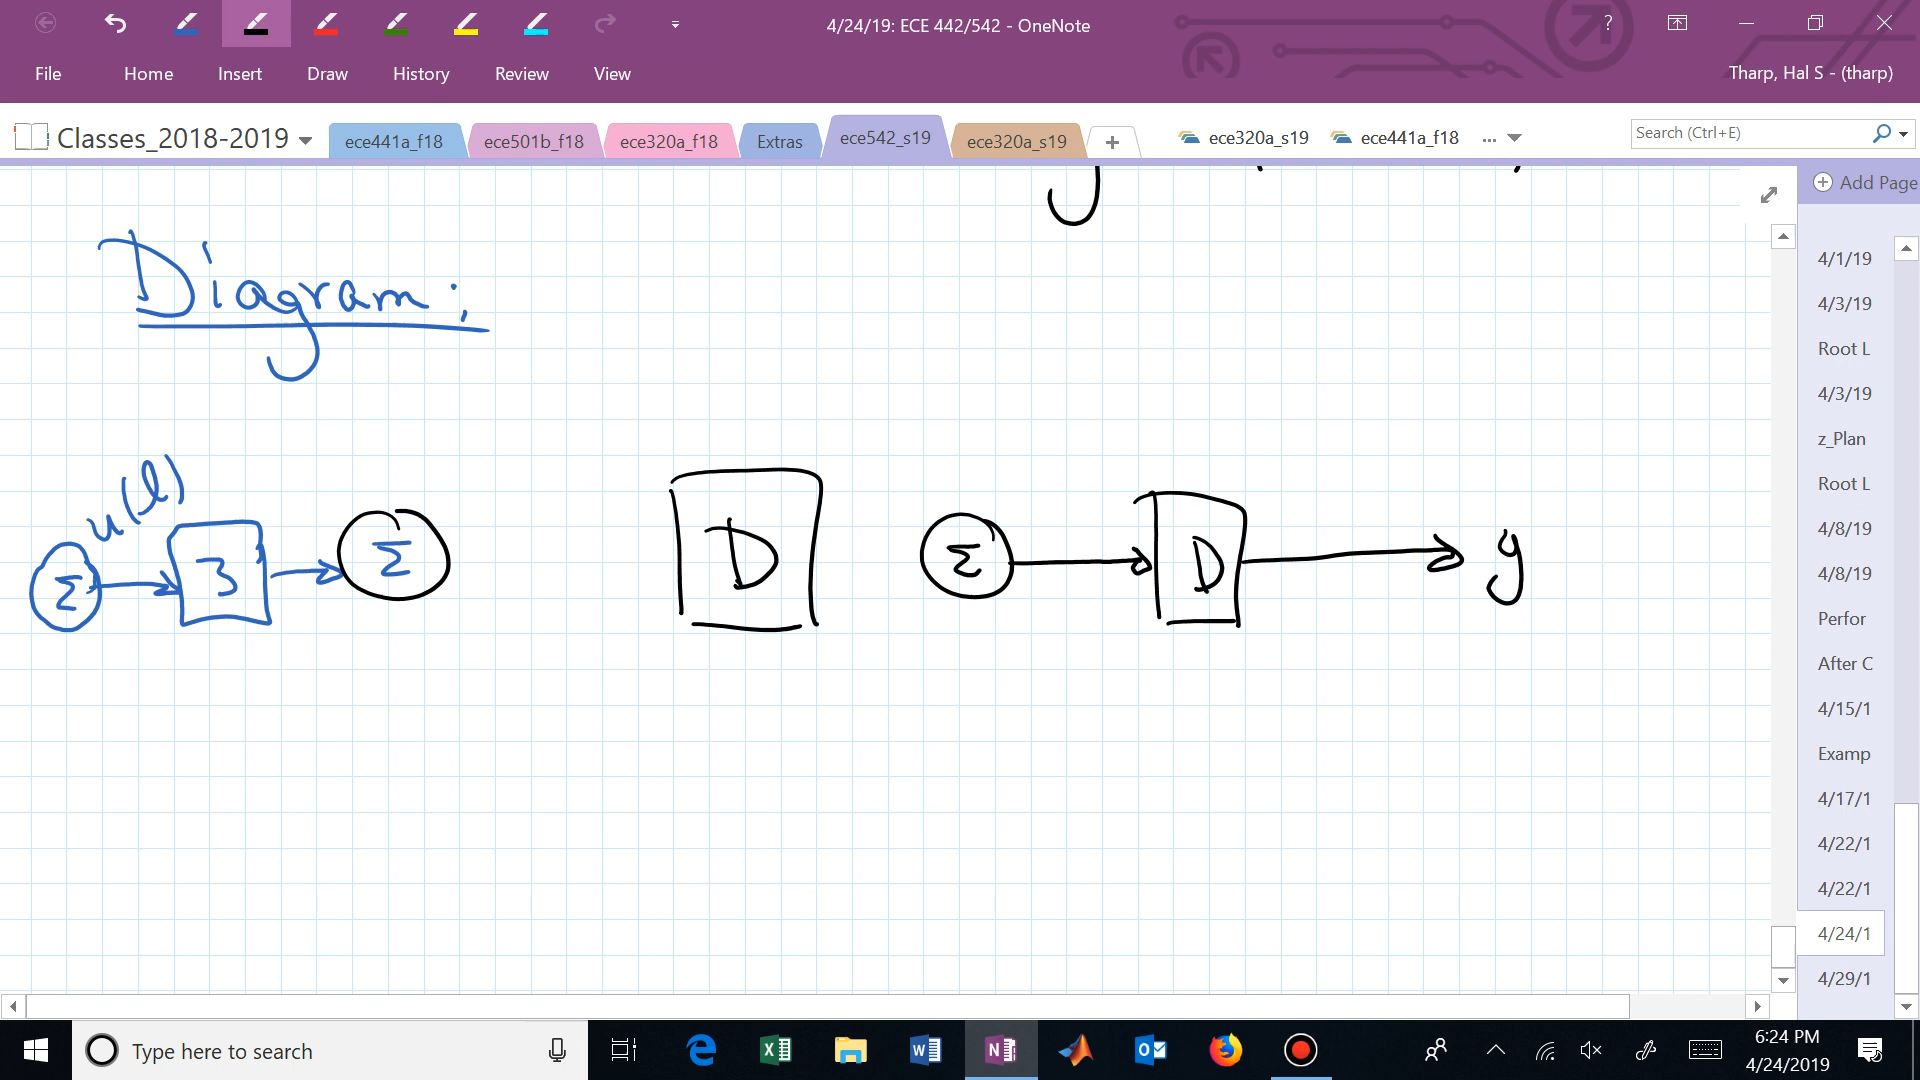 4/24/19: ECE 442/542 - OneNote
?
File Home Insert Draw History Review View
Tharp, Hal S - (tharp)
Classes_2018-2019
ece441a_f18
ece501b_f18
ece320a_f18
Extras
ece542_s19
ece320a_s19
+
ece320a_s19
ece441a_f18
...
Search (Ctrl+E)
Add Page
4/1/19
4/3/19
Root L
4/3/19
z_Plan
Root L
4/8/19
4/8/19
Perfor
After C
4/15/1
Examp
4/17/1
4/22/1
4/22/1
4/24/1
4/29/1
Diagram:
u(l)
Σ 3 Σ D Σ D y
Type here to search
6:24 PM
4/24/2019